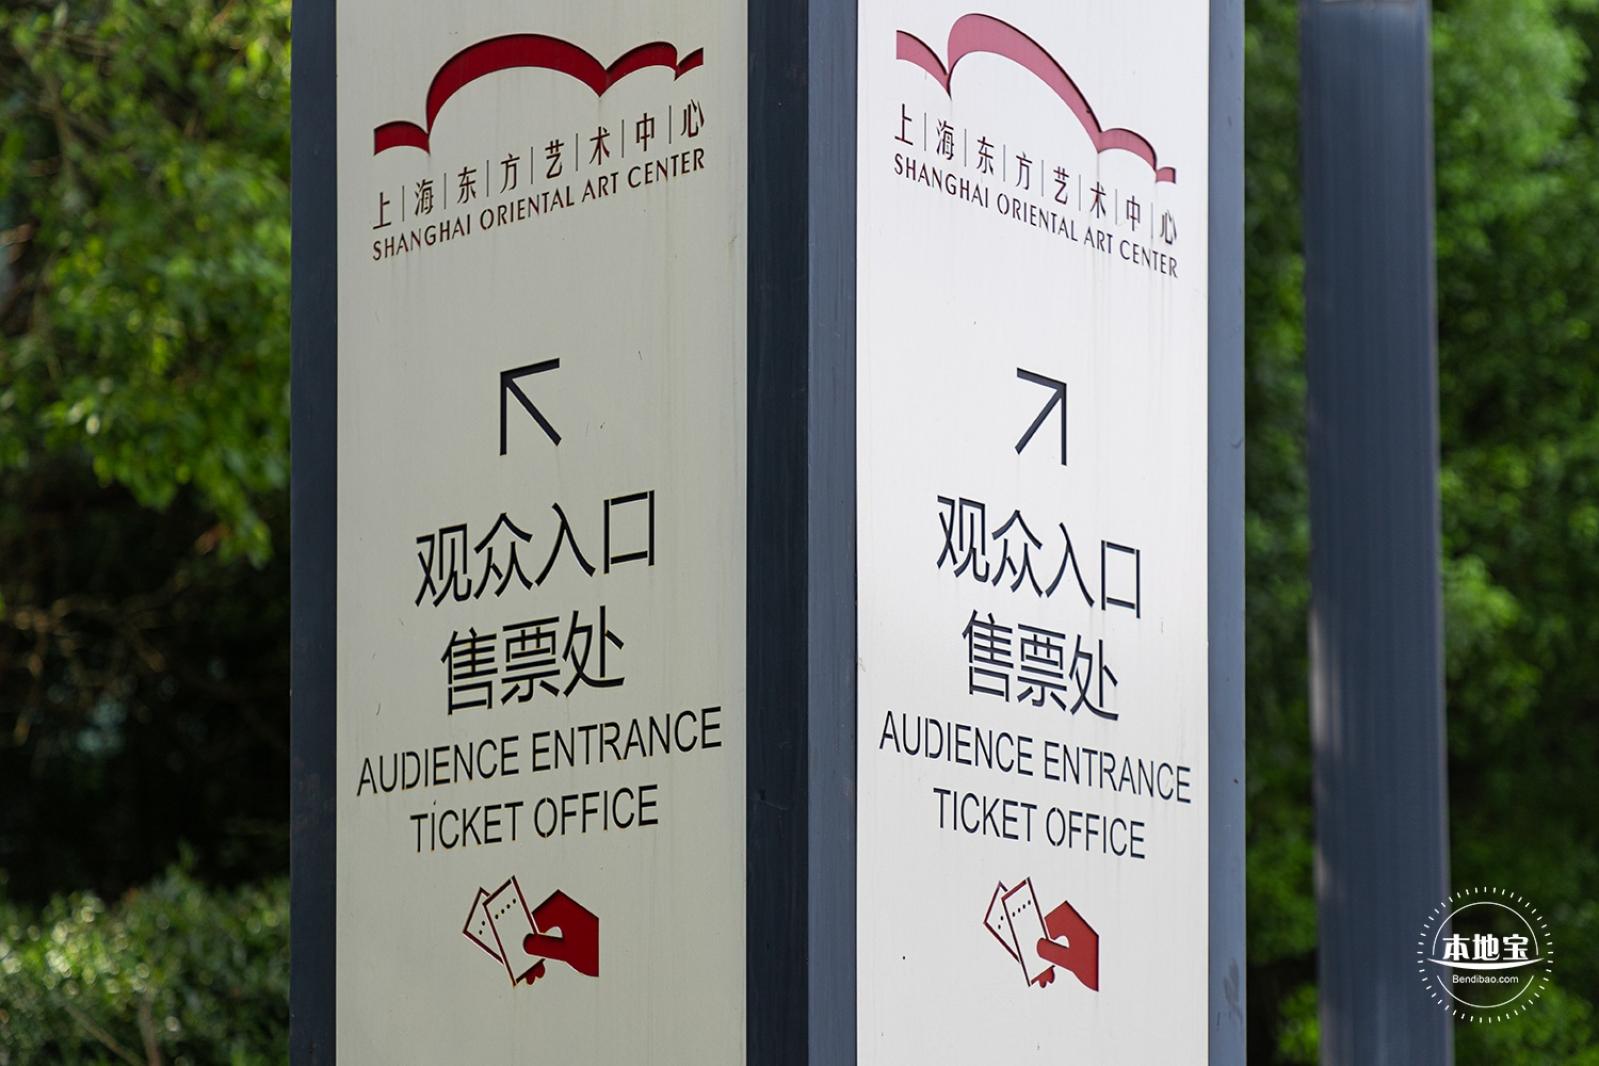 上海东方艺术中心
SHANGHAI ORIENTAL ART CENTER
观众入口
售票处
AUDIENCE ENTRANCE
TICKET OFFICE
上海东方艺术中心
SHANGHAI ORIENTAL ART CENTER
观众入口
售票处
AUDIENCE ENTRANCE
TICKET OFFICE
本地宝
Bendibao.com